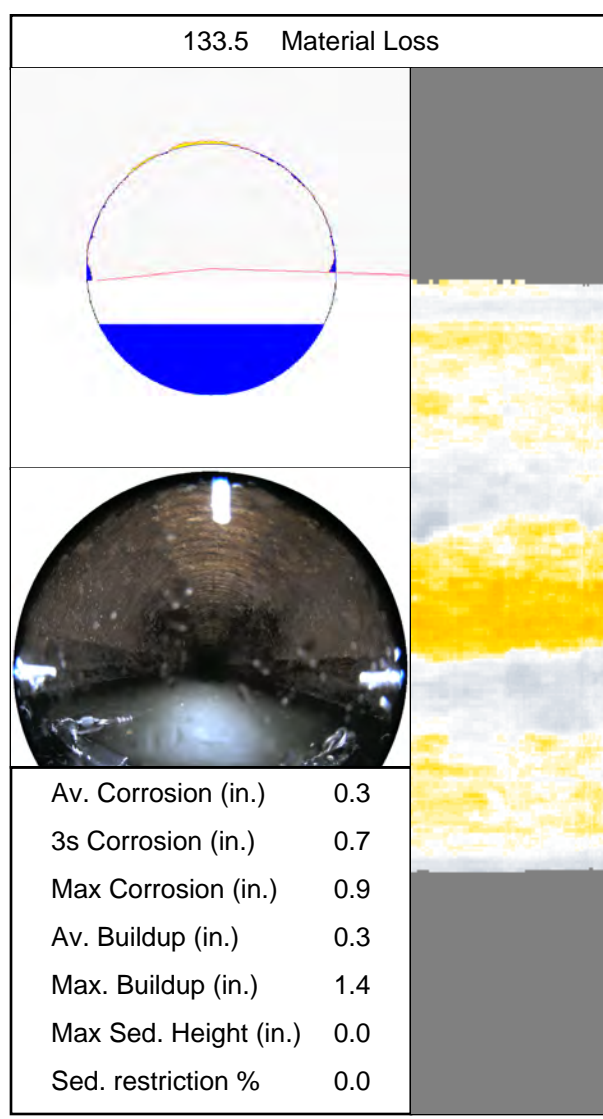 133.5 Material Loss
Av. Corrosion (in.) 0.3
3s Corrosion (in.) 0.7
Max Corrosion (in.) 0.9
Av. Buildup (in.) 0.3
Max. Buildup (in.) 1.4
Max Sed. Height (in.) 0.0
Sed. restriction % 0.0